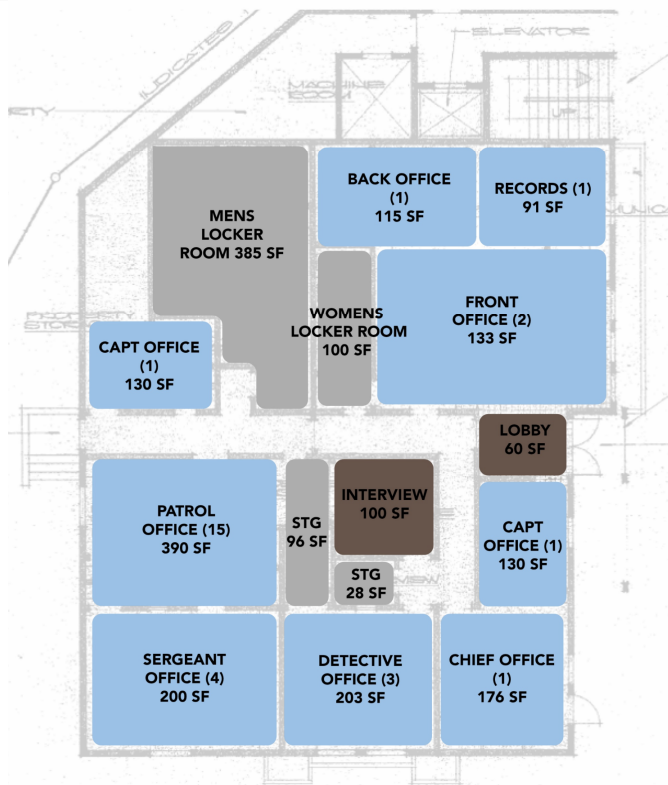 INDICATED
ELEVATOR
MACHINE
ROOM
UP
BACK OFFICE
(1)
115 SF
RECORDS (1)
91 SF
MENS
LOCKER
ROOM 385 SF
WOMENS
LOCKER ROOM
100 SF
FRONT
OFFICE (2)
133 SF
PROPERTY
CAPT OFFICE
(1)
130 SF
LOBBY
60 SF
PATROL
OFFICE (15)
390 SF
STG
96 SF
INTERVIEW
100 SF
CAPT
OFFICE (1)
130 SF
STG
28 SF
SERGEANT
OFFICE (4)
200 SF
DETECTIVE
OFFICE (3)
203 SF
CHIEF OFFICE
(1)
176 SF